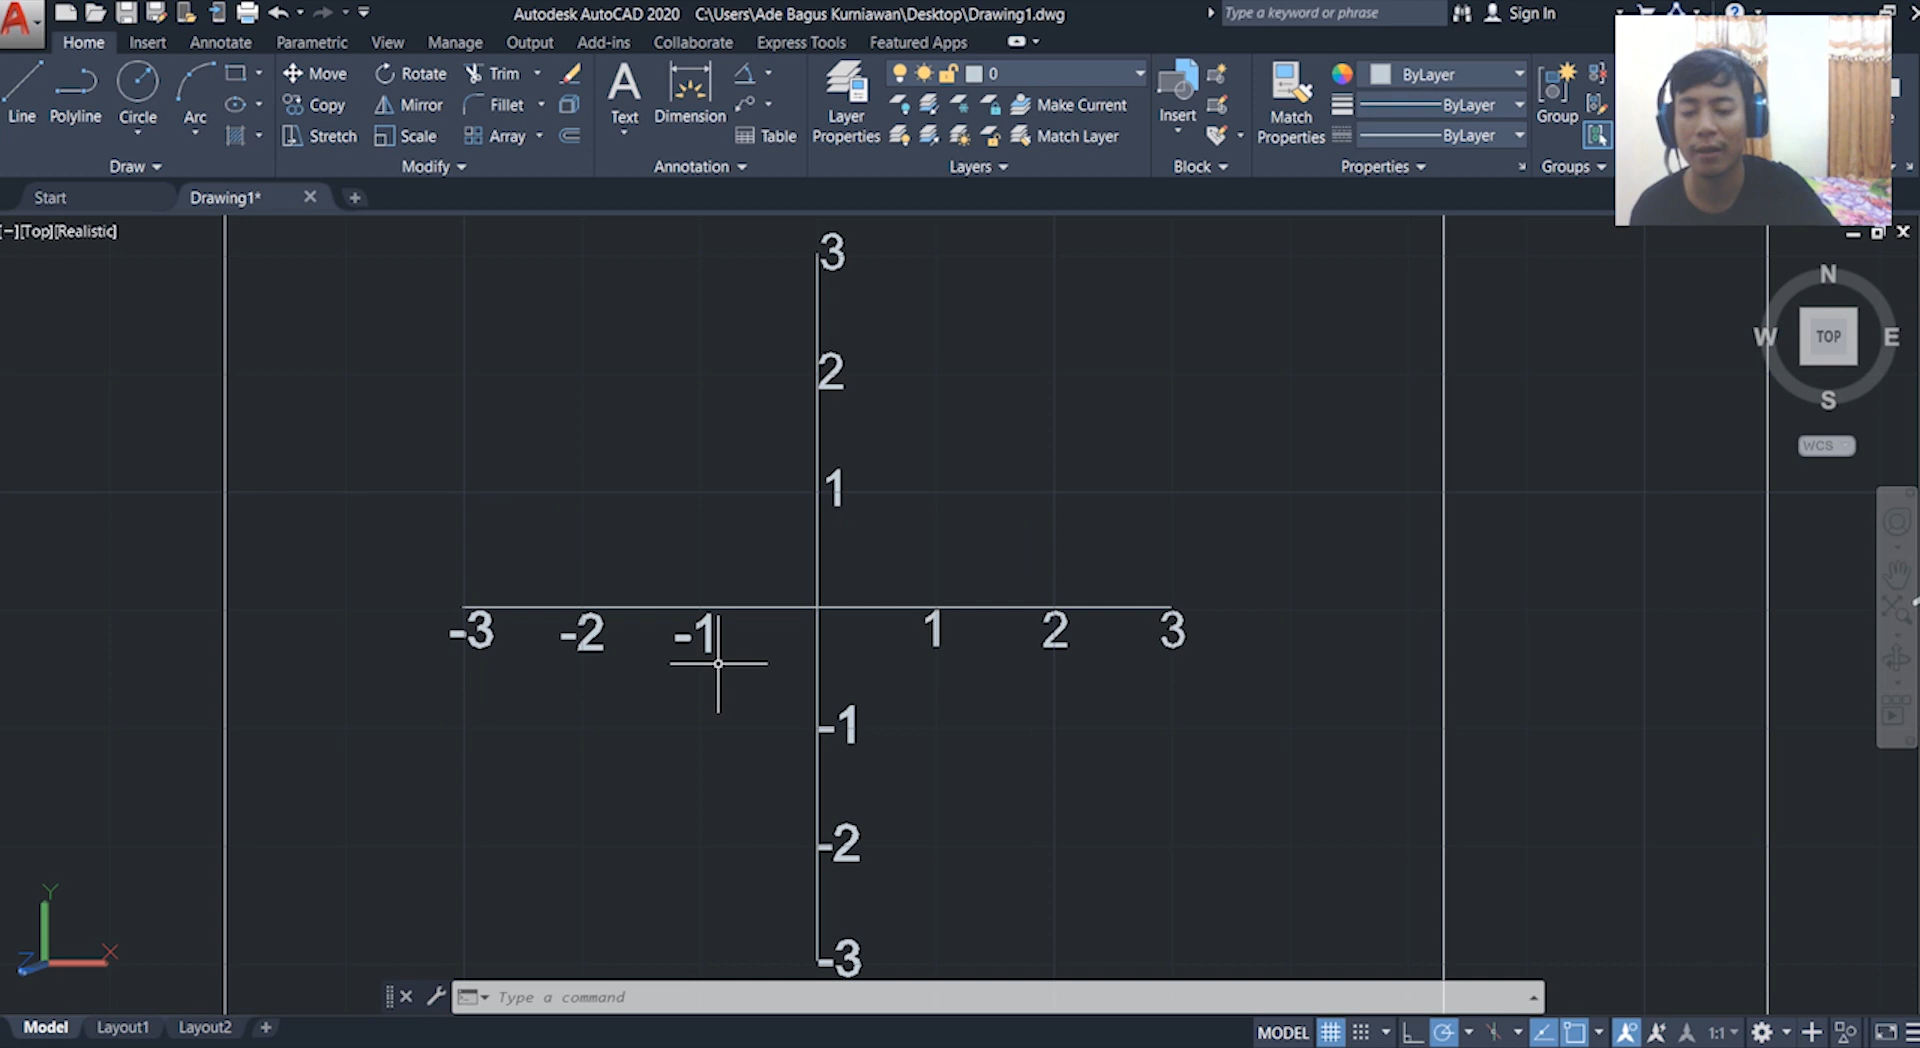 Autodesk AutoCAD 2020 C:\Users\Ade Bagus Kurniawan\Desktop\Drawing1.dwg
Type a keyword or phrase
Sign In
Home Insert Annotate Parametric View Manage Output Add-ins Collaborate Express Tools Featured Apps
Line Polyline Circle Arc
Move Rotate Trim
Copy Mirror Fillet
Stretch Scale Array
Text Dimension
Table
Layer Properties
0
Make Current
Match Layer
Insert
Match Properties
ByLayer
ByLayer
ByLayer
Group
Draw Modify Annotation Layers Block Properties Groups
Start Drawing1*
[−][Top][Realistic]
N
W TOP E
S
WCS
3
2
1
-3 -2 -1 1 2 3
-1
-2
-3
Y
Z X
Type a command
Model Layout1 Layout2
MODEL 1:1